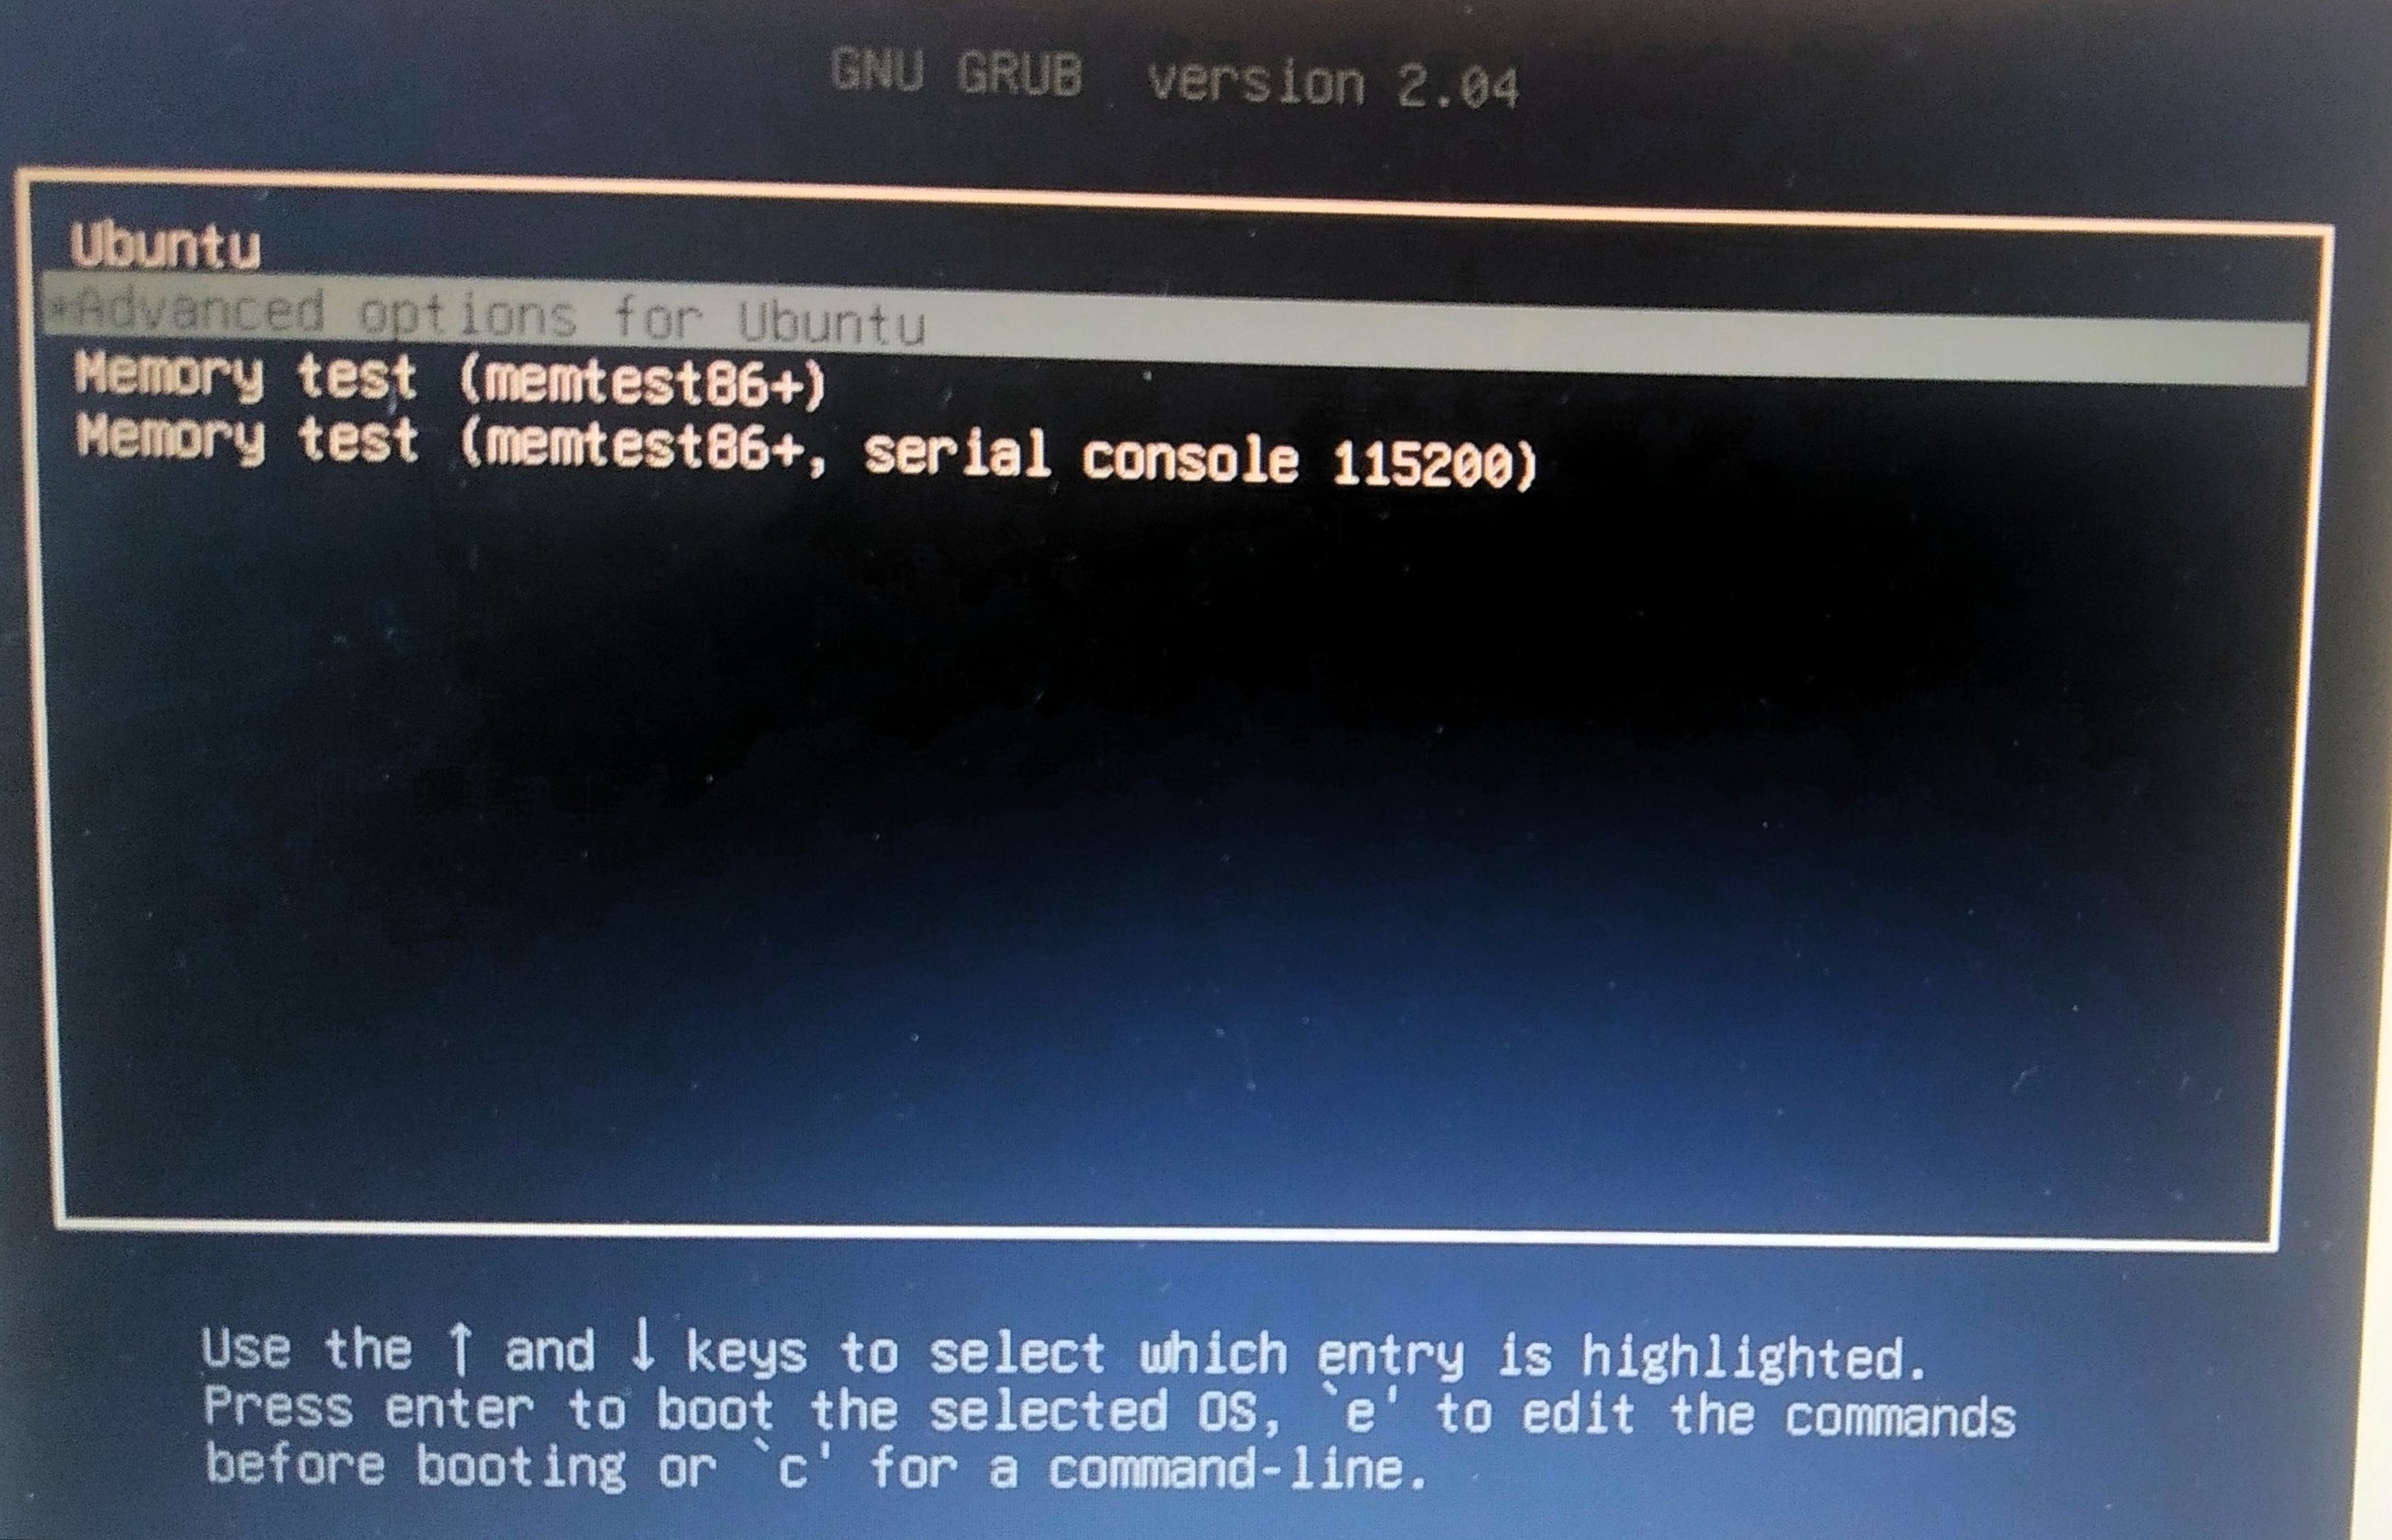 GNU GRUB  version 2.04
Ubuntu
*Advanced options for Ubuntu
Memory test (memtest86+)
Memory test (memtest86+, serial console 115200)
Use the ↑ and ↓ keys to select which entry is highlighted.
Press enter to boot the selected OS, `e' to edit the commands
before booting or `c' for a command-line.